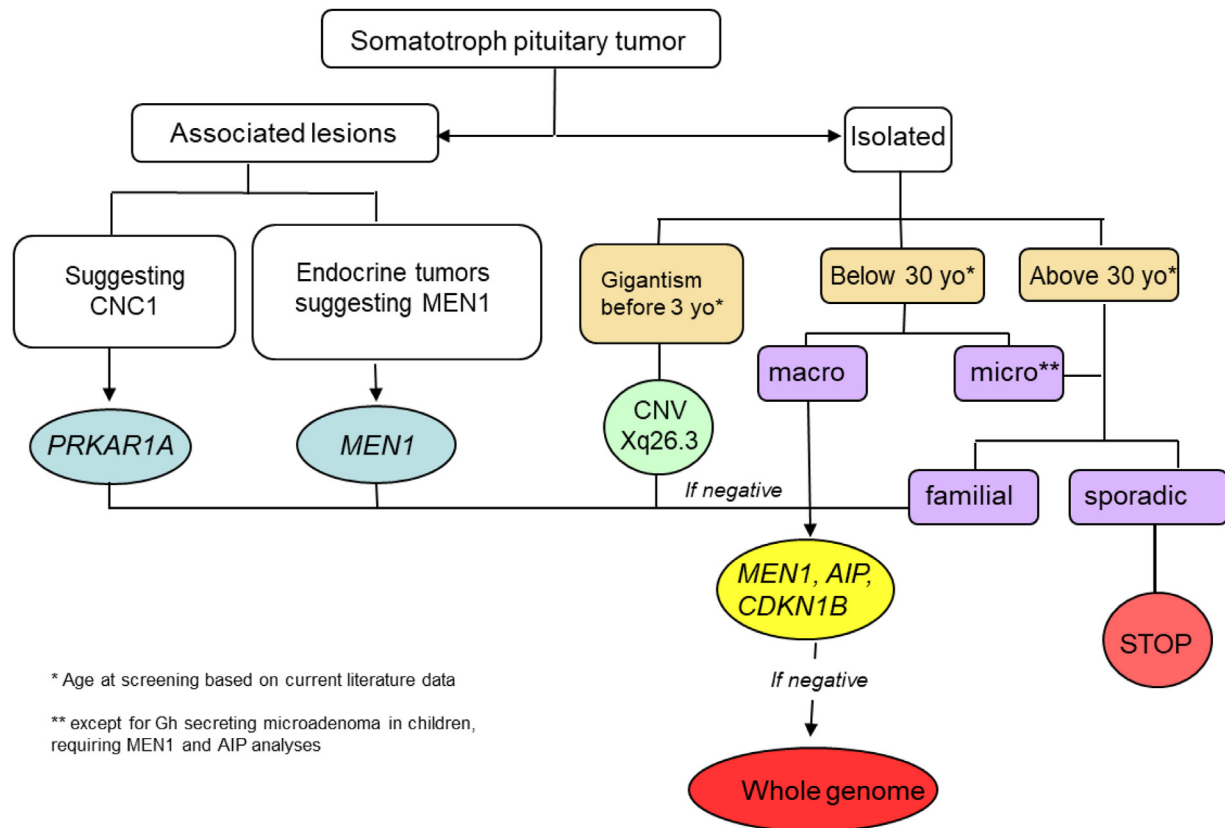 Somatotroph pituitary tumor
Associated lesions
Isolated
Suggesting
CNC1
Endocrine tumors
suggesting MEN1
Gigantism
before 3 yo*
Below 30 yo*
Above 30 yo*
macro
micro**
PRKAR1A
MEN1
CNV
Xq26.3
If negative
familial
sporadic
MEN1, AIP,
CDKN1B
STOP
If negative
* Age at screening based on current literature data
** except for Gh secreting microadenoma in children,
requiring MEN1 and AIP analyses
Whole genome